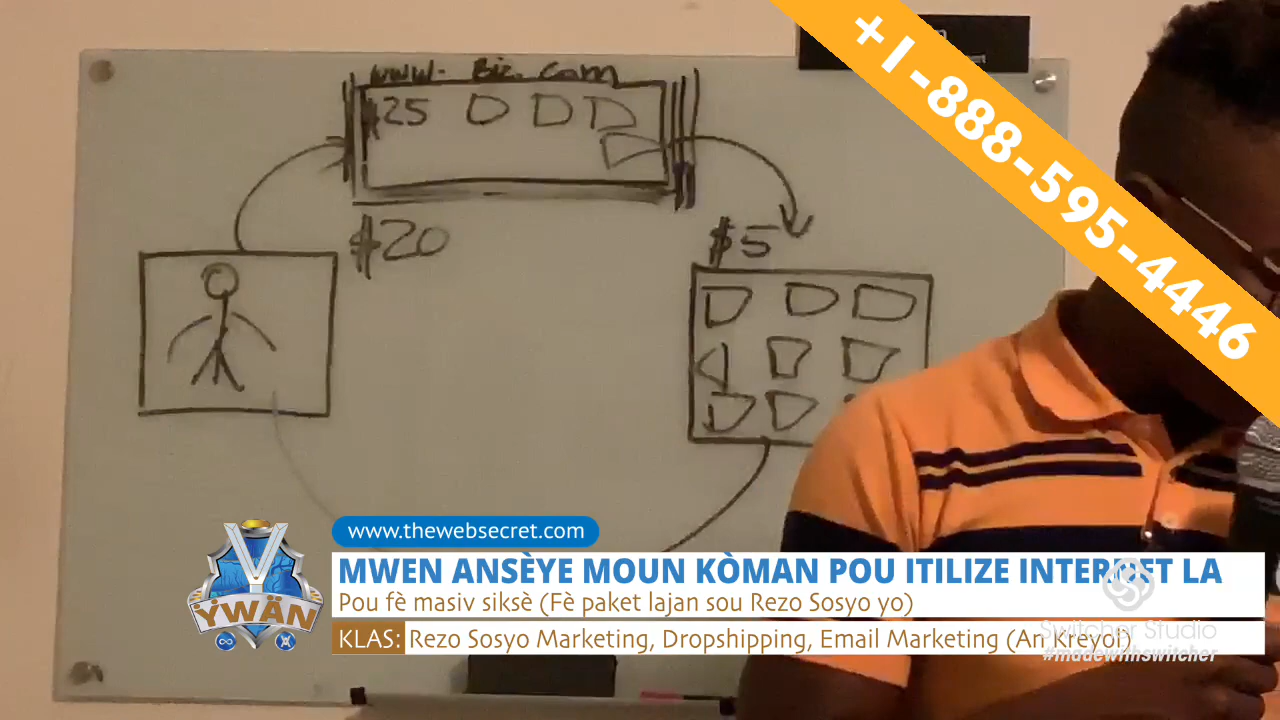 +1-888-595-4446
www. Biz. com
$25
$20
$5
www.thewebsecret.com
MWEN ANSÈYE MOUN KÒMAN POU ITILIZE INTERNET LA
Pou fè masiv siksè (Fè paket lajan sou Rezo Sosyo yo)
KLAS: Rezo Sosyo Marketing, Dropshipping, Email Marketing (An Kreyol)
YWÄN
Switcher Studio
#madewithswitcher